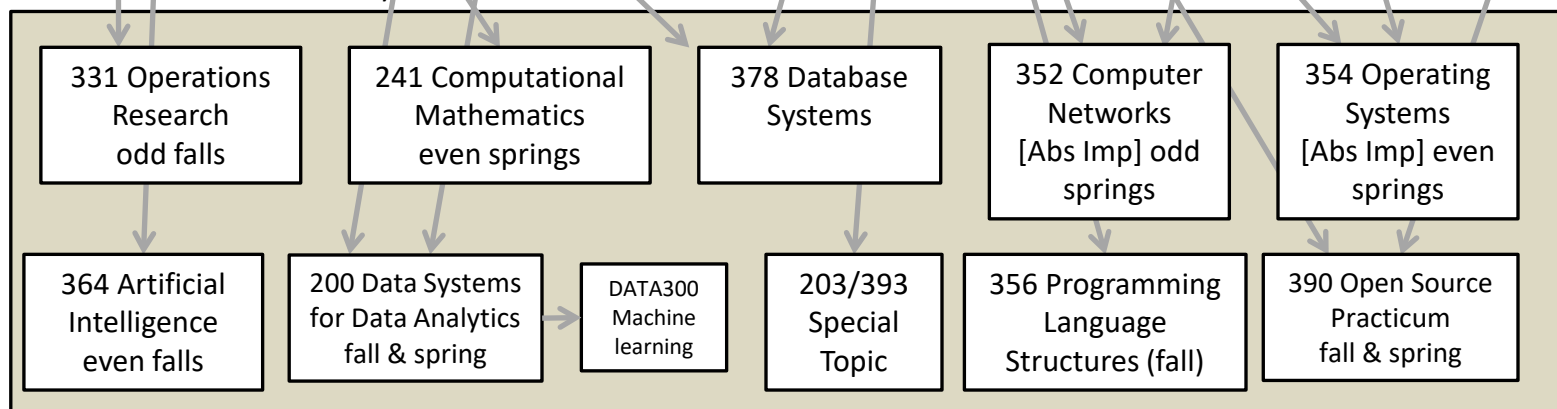 331 Operations
Research
odd falls
241 Computational
Mathematics
even springs
378 Database
Systems
352 Computer
Networks
[Abs Imp] odd
springs
354 Operating
Systems
[Abs Imp] even
springs
364 Artificial
Intelligence
even falls
200 Data Systems
for Data Analytics
fall & spring
DATA300
Machine
learning
203/393
Special
Topic
356 Programming
Language
Structures (fall)
390 Open Source
Practicum
fall & spring